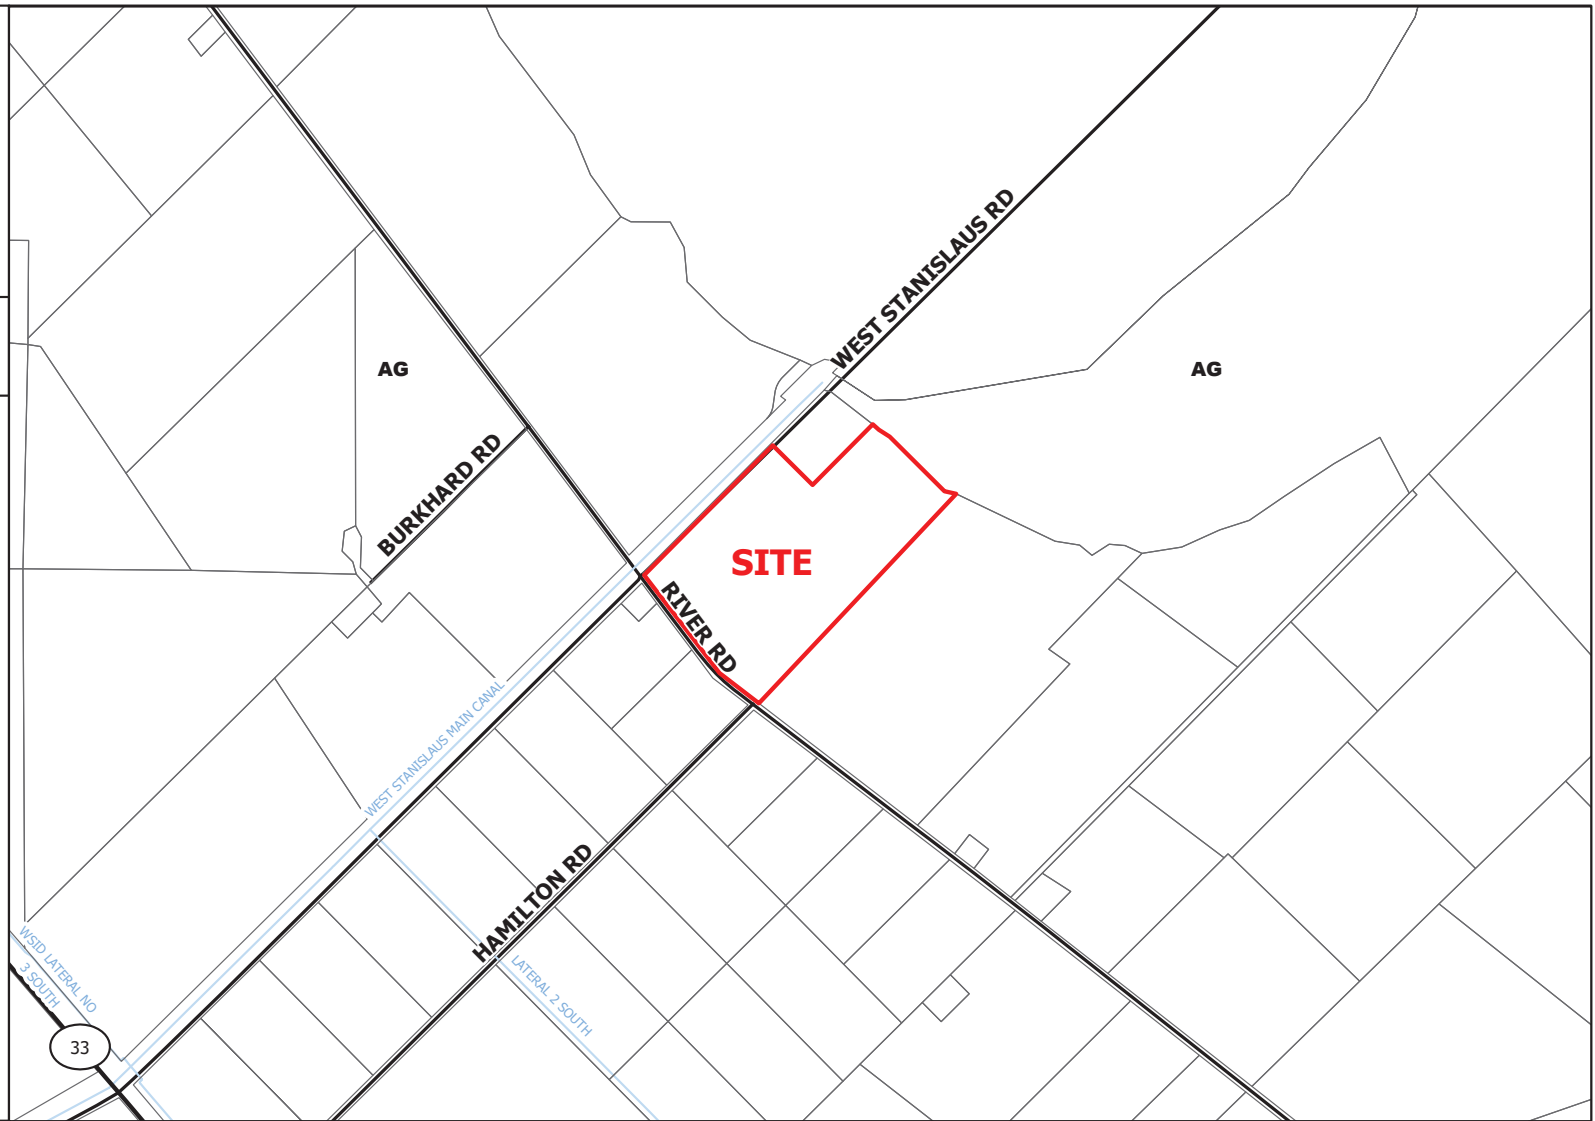 WEST STANISLAUS RD
AG
AG
BURKHARD RD
SITE
RIVER RD
WEST STANISLAUS MAIN CANAL
HAMILTON RD
WSID LATERAL NO
3 SOUTH
LATERAL 2 SOUTH
33